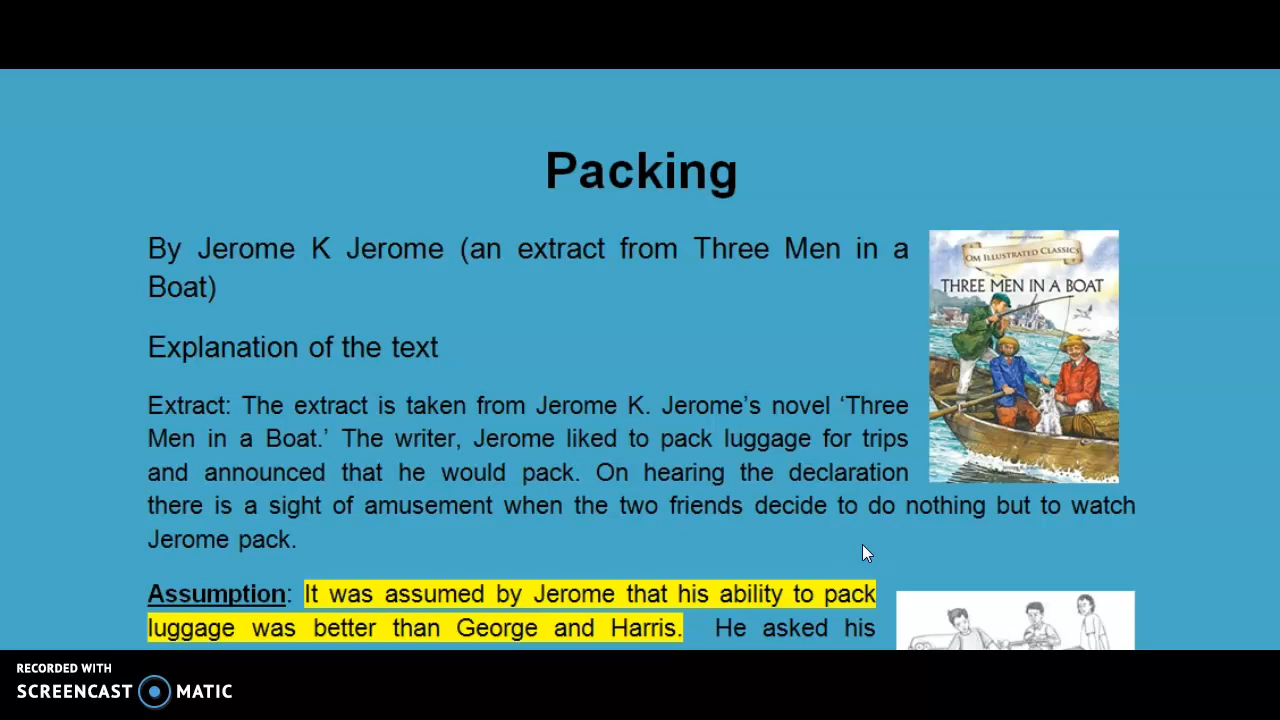 Packing
By Jerome K Jerome (an extract from Three Men in a
Boat)
OM ILLUSTRATED CLASSICS
THREE MEN IN A BOAT
Explanation of the text
Extract: The extract is taken from Jerome K. Jerome’s novel ‘Three
Men in a Boat.’ The writer, Jerome liked to pack luggage for trips
and announced that he would pack. On hearing the declaration
there is a sight of amusement when the two friends decide to do nothing but to watch
Jerome pack.
Assumption: It was assumed by Jerome that his ability to pack
luggage was better than George and Harris. He asked his
RECORDED WITH
SCREENCAST MATIC